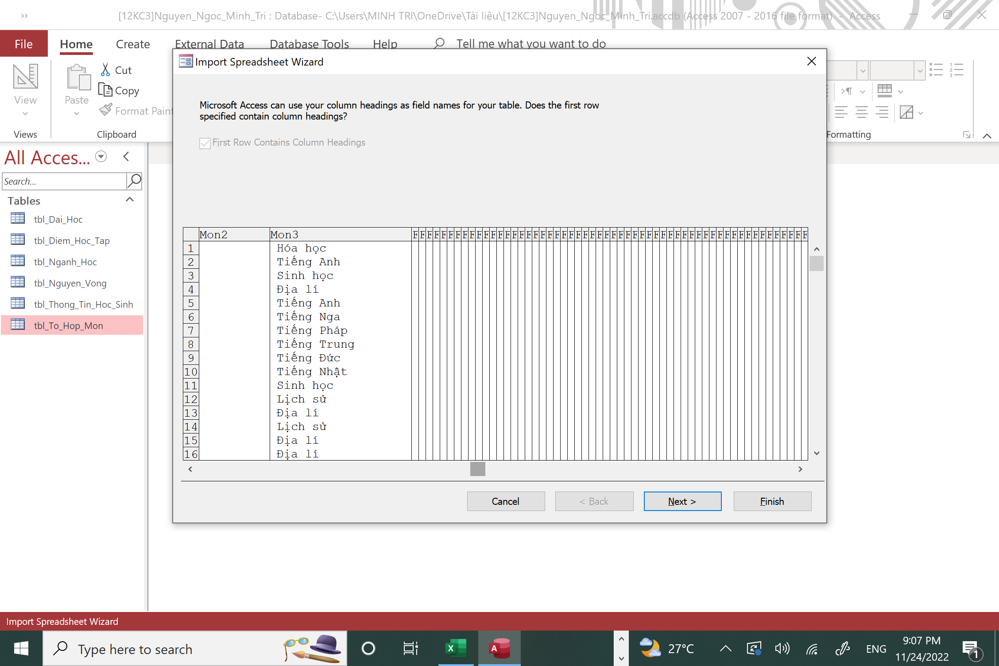 [12KC3]Nguyen_Ngoc_Minh_Tri : Database- C:\Users\MINH TRI\OneDrive\Tài liệu\[12KC3]Nguyen_Ngoc_Minh_Tri.accdb (Access 2007 - 2016 file format) - Access
File Home Create External Data Database Tools Help Tell me what you want to do
View
Views
Paste
Cut
Copy
Format Paint
Clipboard
Formatting
All Acces...
Search...
Tables
tbl_Dai_Hoc
tbl_Diem_Hoc_Tap
tbl_Nganh_Hoc
tbl_Nguyen_Vong
tbl_Thong_Tin_Hoc_Sinh
tbl_To_Hop_Mon
Import Spreadsheet Wizard
Microsoft Access can use your column headings as field names for your table. Does the first row
specified contain column headings?
First Row Contains Column Headings
Mon2 Mon3 F F F F F F F F F F F F F F F F F F F F F F F F F F F F F F F F F F F F F F F F F F F F F F F F F F F F F F F F
1 Hóa học
2 Tiếng Anh
3 Sinh học
4 Địa lí
5 Tiếng Anh
6 Tiếng Nga
7 Tiếng Pháp
8 Tiếng Trung
9 Tiếng Đức
10 Tiếng Nhật
11 Sinh học
12 Lịch sử
13 Địa lí
14 Lịch sử
15 Địa lí
16 Địa lí
Cancel < Back Next > Finish
Import Spreadsheet Wizard
Type here to search
27°C
ENG
9:07 PM
11/24/2022
1